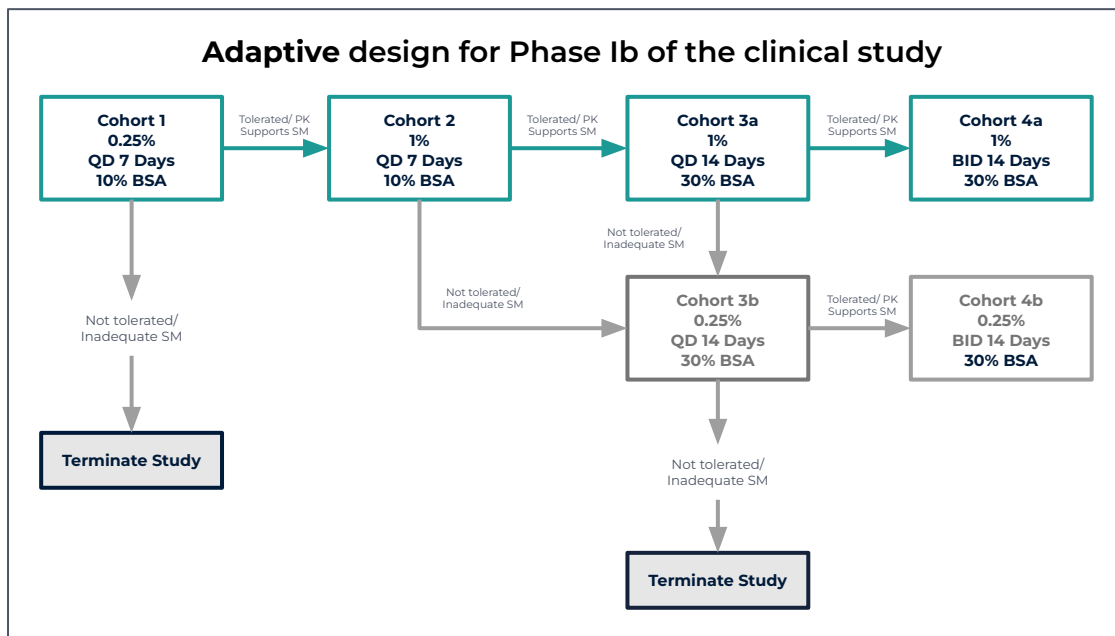 Adaptive design for Phase Ib of the clinical study
Cohort 1
0.25%
QD 7 Days
10% BSA
Tolerated/ PK
Supports SM
Cohort 2
1%
QD 7 Days
10% BSA
Tolerated/ PK
Supports SM
Cohort 3a
1%
QD 14 Days
30% BSA
Tolerated/ PK
Supports SM
Cohort 4a
1%
BID 14 Days
30% BSA
Not tolerated/
Inadequate SM
Not tolerated/
Inadequate SM
Not tolerated/
Inadequate SM
Cohort 3b
0.25%
QD 14 Days
30% BSA
Tolerated/ PK
Supports SM
Cohort 4b
0.25%
BID 14 Days
30% BSA
Terminate Study
Not tolerated/
Inadequate SM
Terminate Study